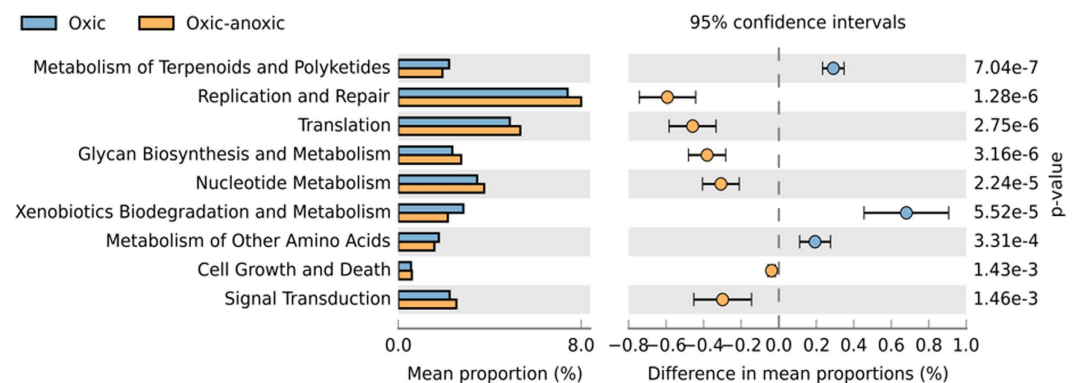 Oxic Oxic-anoxic
95% confidence intervals
Metabolism of Terpenoids and Polyketides 7.04e-7
Replication and Repair 1.28e-6
Translation 2.75e-6
Glycan Biosynthesis and Metabolism 3.16e-6
Nucleotide Metabolism 2.24e-5
Xenobiotics Biodegradation and Metabolism 5.52e-5
Metabolism of Other Amino Acids 3.31e-4
Cell Growth and Death 1.43e-3
Signal Transduction 1.46e-3
p-value
0.0 8.0 −0.8 −0.6 −0.4 −0.2 0.0 0.2 0.4 0.6 0.8 1.0
Mean proportion (%) Difference in mean proportions (%)